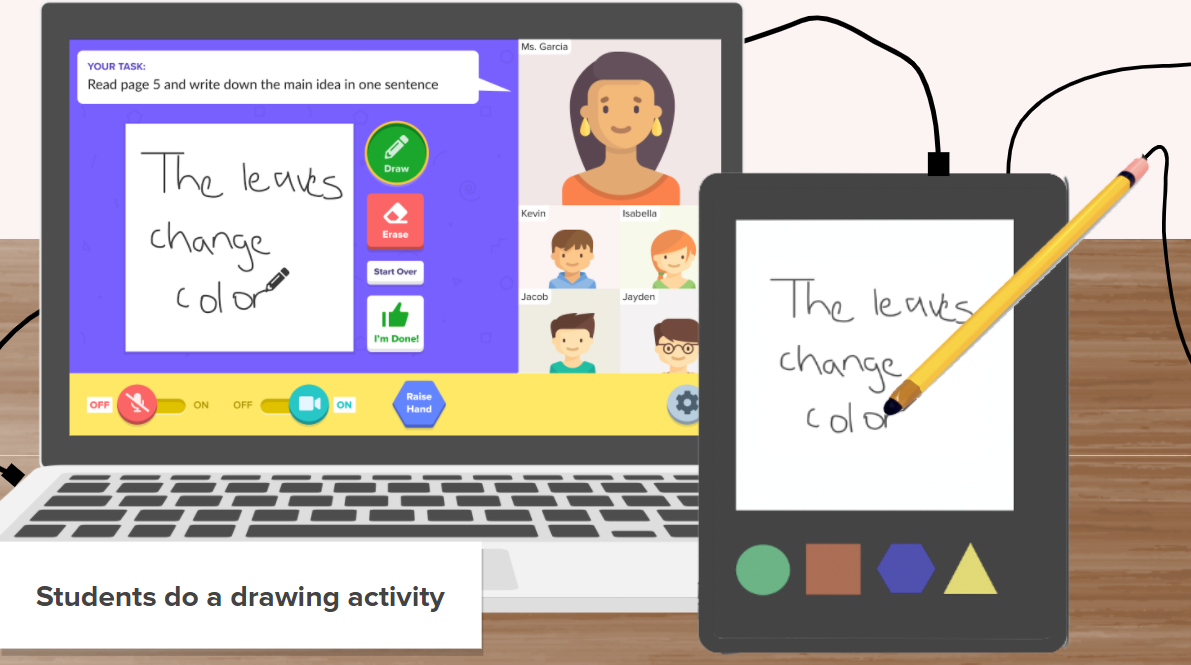 Ms. Garcia
YOUR TASK:
Read page 5 and write down the main idea in one sentence
The leaves
change
color
Draw
Erase
Start Over
I'm Done!
Kevin
Isabella
Jacob
Jayden
OFF
ON
OFF
ON
Raise
Hand
The leaves
change
color
Students do a drawing activity